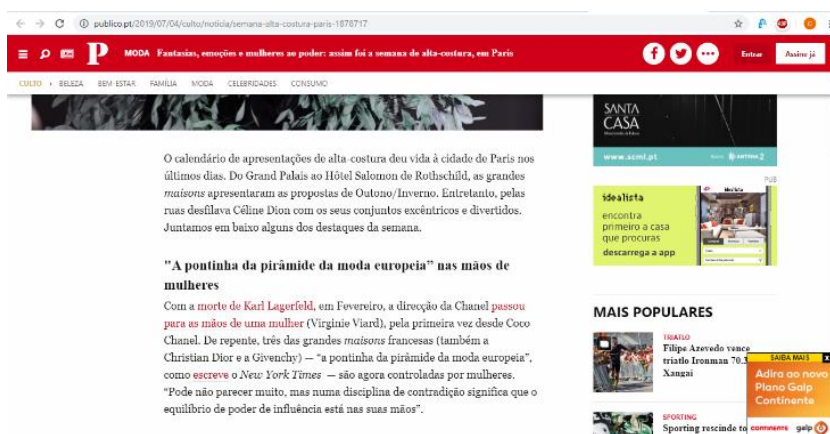 publico.pt/2019/07/04/culto/noticia/semana-alta-costura-paris-1878717
P
MODA Fantasias, emoções e mulheres ao poder: assim foi a semana de alta-costura, em Paris
Entrar
Assine já
CULTO › BELEZA BEM-ESTAR FAMÍLIA MODA CELEBRIDADES CONSUMO
O calendário de apresentações de alta-costura deu vida à cidade de Paris nos
últimos dias. Do Grand Palais ao Hôtel Salomon de Rothschild, as grandes
maisons apresentaram as propostas de Outono/Inverno. Entretanto, pelas
ruas desfilava Céline Dion com os seus conjuntos excêntricos e divertidos.
Juntamos em baixo alguns dos destaques da semana.
"A pontinha da pirâmide da moda europeia” nas mãos de
mulheres
Com a morte de Karl Lagerfeld, em Fevereiro, a direcção da Chanel passou
para as mãos de uma mulher (Virginie Viard), pela primeira vez desde Coco
Chanel. De repente, três das grandes maisons francesas (também a
Christian Dior e a Givenchy) — “a pontinha da pirâmide da moda europeia”,
como escreve o New York Times — são agora controladas por mulheres.
“Pode não parecer muito, mas numa disciplina de contradição significa que o
equilíbrio de poder de influência está nas suas mãos”.
SANTA
CASA
www.scml.pt
ANTENA 2
PUB
idealista
encontra
primeiro a casa
que procuras
descarrega a app
idealista
MAIS POPULARES
TRIATLO
Filipe Azevedo vence
triatlo Ironman 70.3
Xangai
SPORTING
Sporting rescinde
SAIBA MAIS X
Adira ao novo
Plano Galp
Continente
CONTINENTE galp